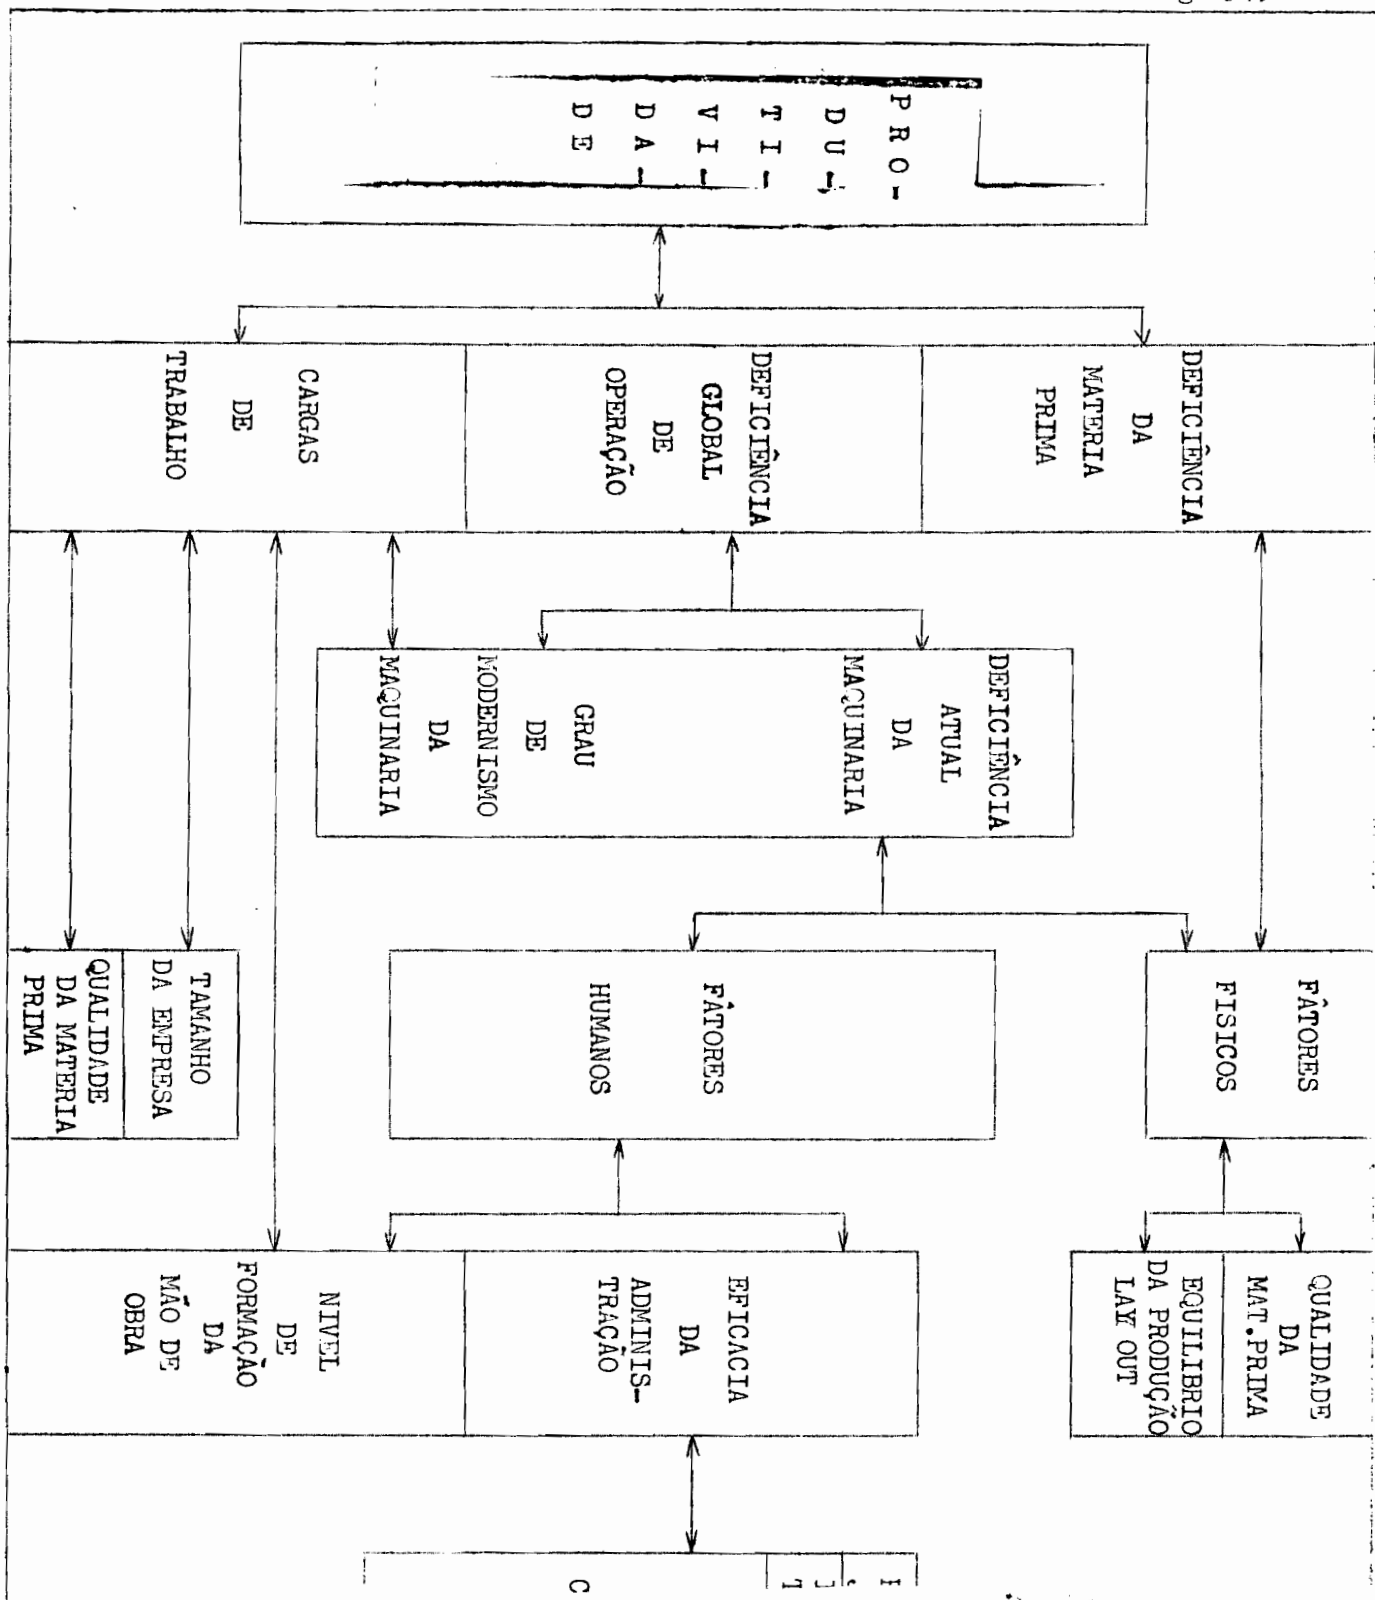 PRO-
DU-
TI-
VI-
DA-
DE
DEFICIÊNCIA
DA
MATERIA
PRIMA
DEFICIÊNCIA
GLOBAL
DE
OPERAÇÃO
CARGAS
DE
TRABALHO
DEFICIÊNCIA
ATUAL
DA
MAQUINARIA
GRAU
DE
MODERNISMO
DA
MAQUINARIA
FÂTORES
FISICOS
FÂTORES
HUMANOS
TAMANHO
DA EMPRESA
QUALIDADE
DA MATERIA
PRIMA
QUALIDADE
DA
MAT.PRIMA
EQUILIBRIO
DA PRODUÇÃO
LAY OUT
EFICACIA
DA
ADMINIS-
TRAÇÃO
NIVEL
DE
FORMAÇÃO
DA
MÃO DE
OBRA
C